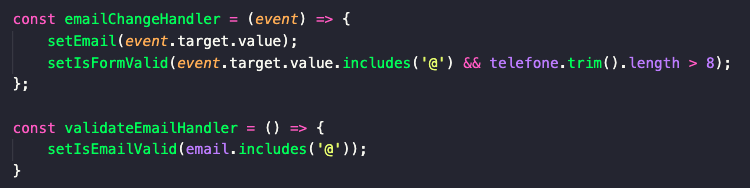 const emailChangeHandler = (event) => {
    setEmail(event.target.value);
    setIsFormValid(event.target.value.includes('@') && telefone.trim().length > 8);
};

const validateEmailHandler = () => {
    setIsEmailValid(email.includes('@'));
}